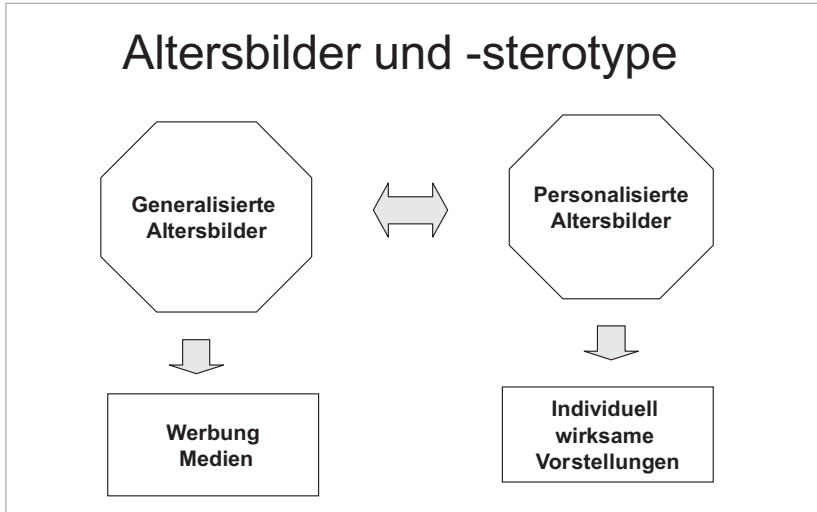 Altersbilder und -sterotype
Generalisierte
Altersbilder
Personalisierte
Altersbilder
Werbung
Medien
Individuell
wirksame
Vorstellungen